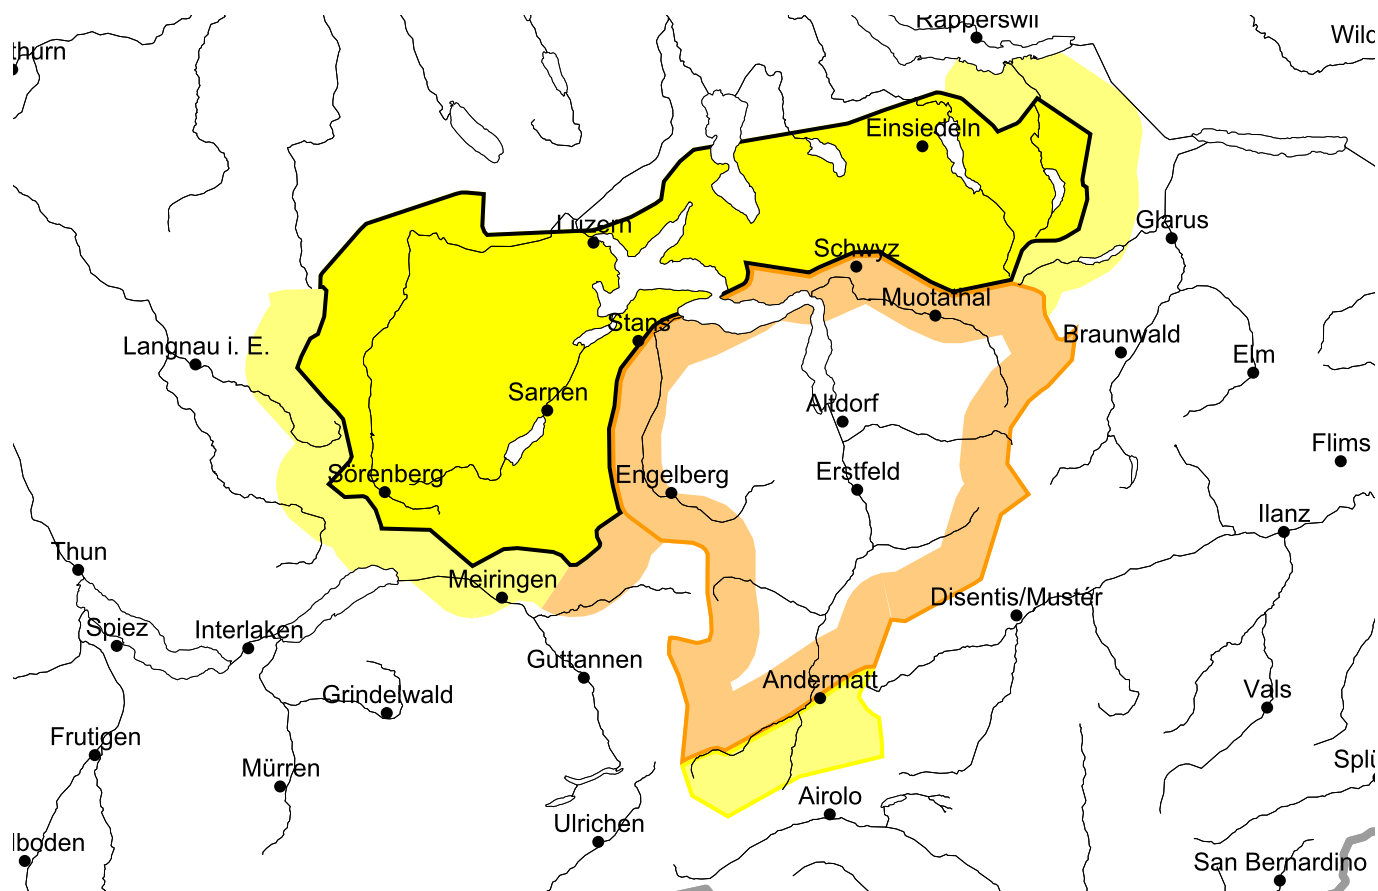 Rapperswil
Wild
thurn
Einsiedeln
Glarus
Luzern
Schwyz
Muotathal
Stans
Braunwald
Langnau i. E.
Elm
Sarnen
Altdorf
Flims
Sörenberg
Engelberg
Erstfeld
Ilanz
Thun
Meiringen
Disentis/Mustér
Spiez
Interlaken
Guttannen
Andermatt
Vals
Grindelwald
Frutigen
Splü
Mürren
Airolo
Ulrichen
lboden
San Bernardino